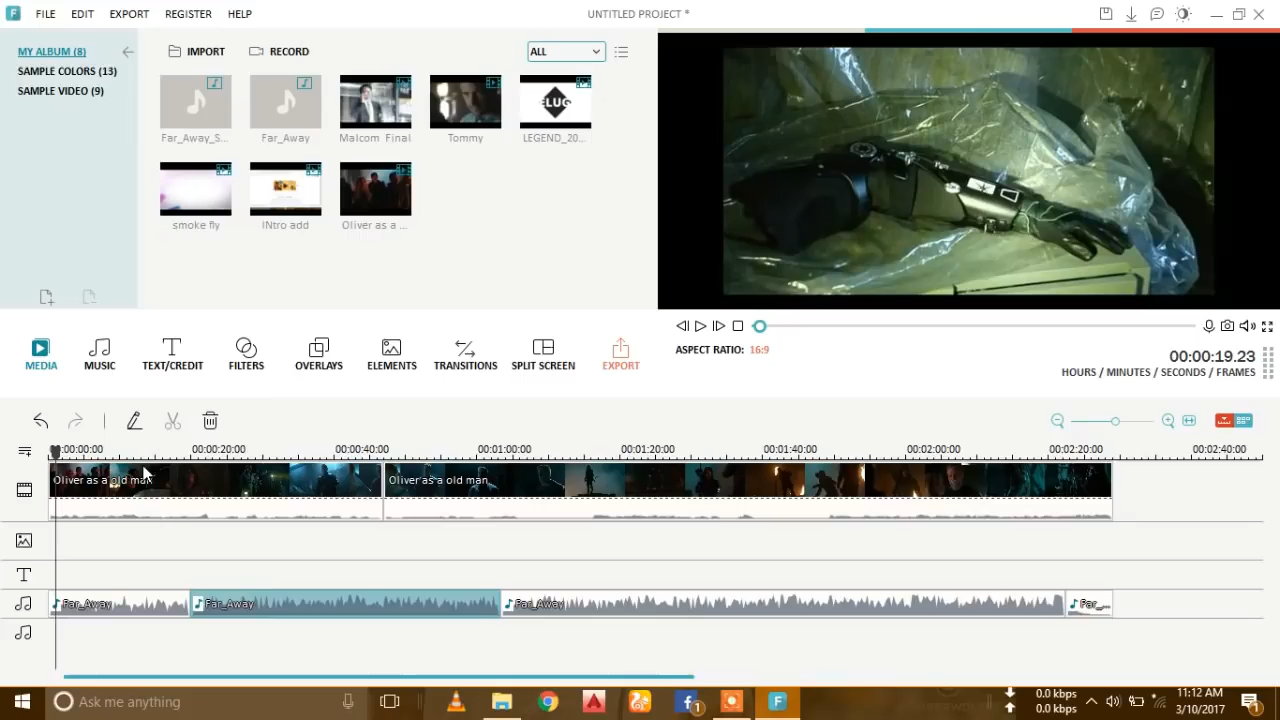 FILE EDIT EXPORT REGISTER HELP UNTITLED PROJECT *
MY ALBUM (8)
SAMPLE COLORS (13)
SAMPLE VIDEO (9)
IMPORT RECORD ALL
Far_Away_S... Far_Away Malcom Final Tommy LEGEND_20...
smoke fly INtro add Oliver as a ...
MEDIA MUSIC TEXT/CREDIT FILTERS OVERLAYS ELEMENTS TRANSITIONS SPLIT SCREEN EXPORT
ASPECT RATIO: 16:9
00:00:19.23
HOURS / MINUTES / SECONDS / FRAMES
00:00:00 00:00:20:00 00:00:40:00 00:01:00:00 00:01:20:00 00:01:40:00 00:02:00:00 00:02:20:00 00:02:40:00
Oliver as a old man Oliver as a old man
Far_Away Far_Away Far_Away Far_...
Ask me anything
0.0 kbps
0.0 kbps
11:12 AM
3/10/2017